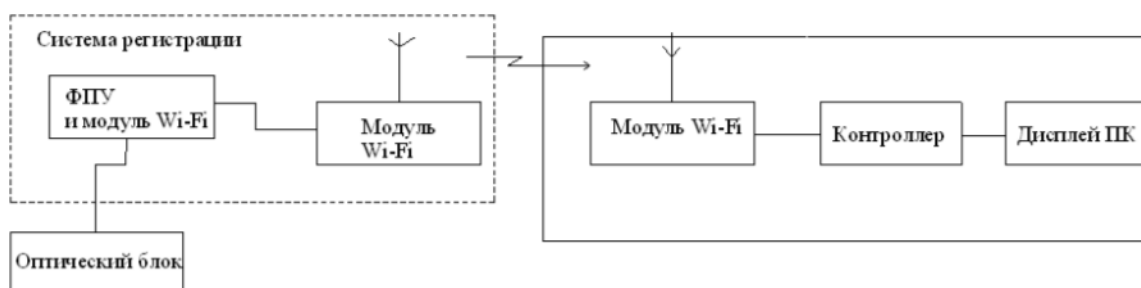 Система регистрации
ФПУ
и модуль Wi-Fi
Модуль
Wi-Fi
Оптический блок
Модуль Wi-Fi
Контроллер
Дисплей ПК